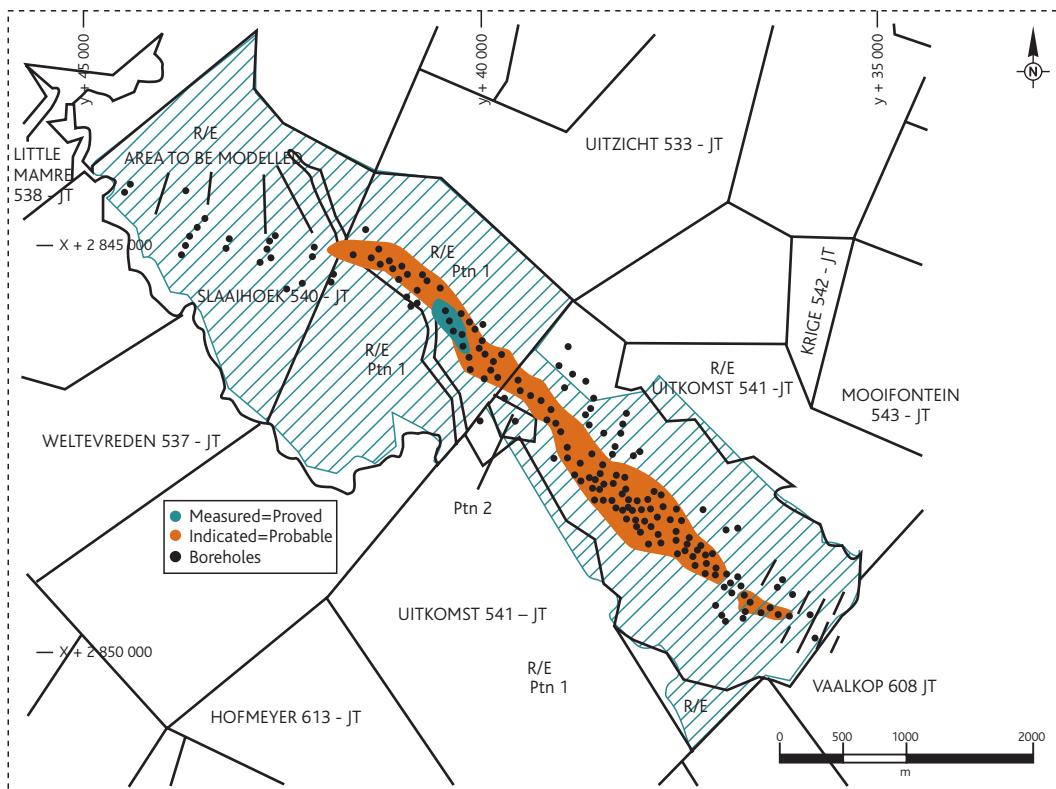 y + 45 000
y + 40 000
y + 35 000
N
R/E
AREA TO BE MODELLED
LITTLE
MAMRE
538 - JT
UITZICHT 533 - JT
X + 2 845 000
R/E
Ptn 1
SLAAIHOEK 540 - JT
KRIGE 542 - JT
R/E
Ptn 1
R/E
UITKOMST 541 -JT
MOOIFONTEIN
543 - JT
WELTEVREDEN 537 - JT
Ptn 2
Measured=Proved
Indicated=Probable
Boreholes
UITKOMST 541 – JT
X + 2 850 000
R/E
Ptn 1
VAALKOP 608 JT
R/E
HOFMEYER 613 - JT
0 500 1000 2000
m